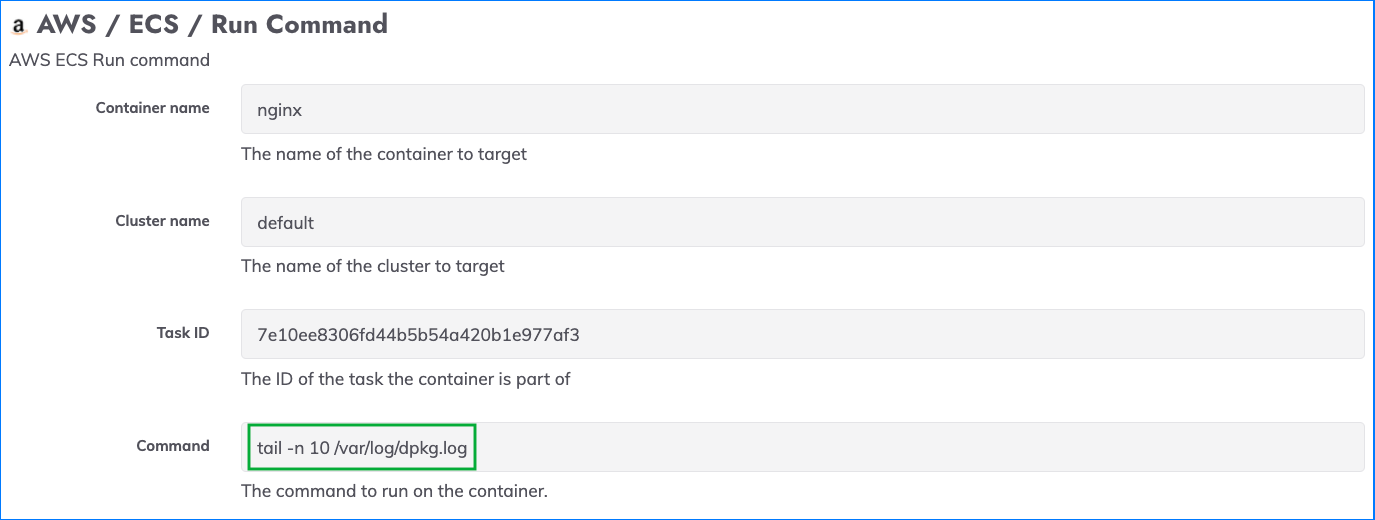 AWS / ECS / Run Command
AWS ECS Run command
Container name
nginx
The name of the container to target
Cluster name
default
The name of the cluster to target
Task ID
7e10ee8306fd44b5b54a420b1e977af3
The ID of the task the container is part of
Command
tail -n 10 /var/log/dpkg.log
The command to run on the container.